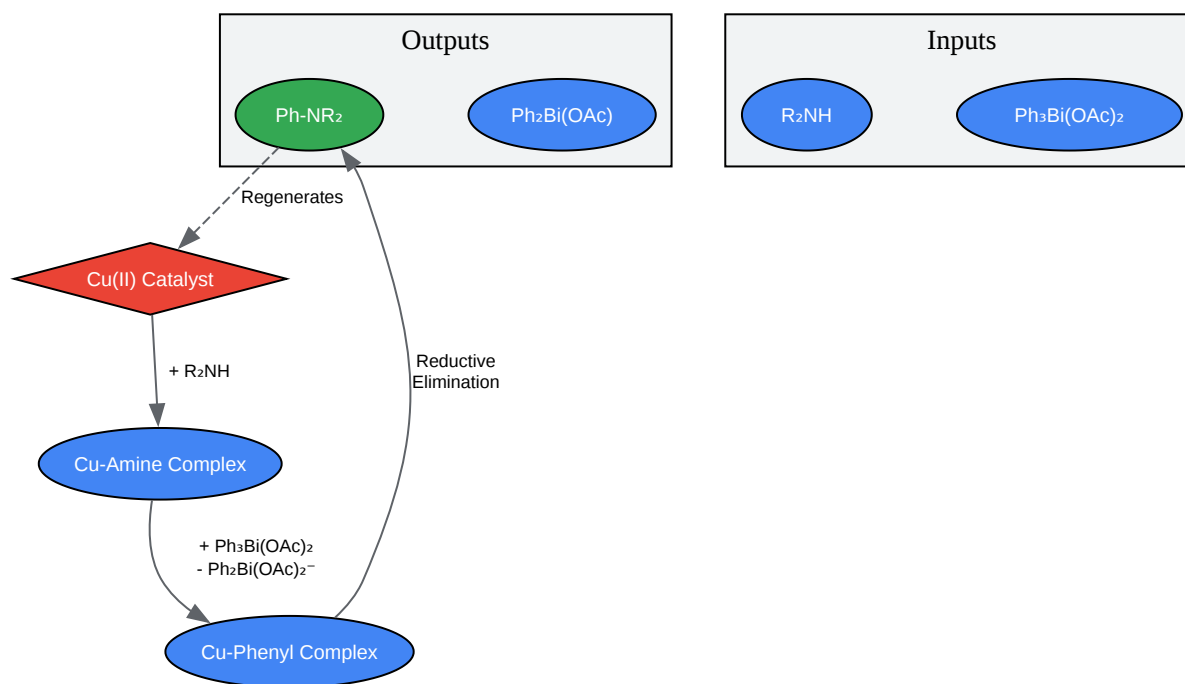 Outputs
Inputs
Ph-NR₂
Ph₂Bi(OAc)
R₂NH
Ph₃Bi(OAc)₂
Regenerates
Cu(II) Catalyst
+ R₂NH
Reductive
Elimination
Cu-Amine Complex
+ Ph₃Bi(OAc)₂
- Ph₂Bi(OAc)₂⁻
Cu-Phenyl Complex